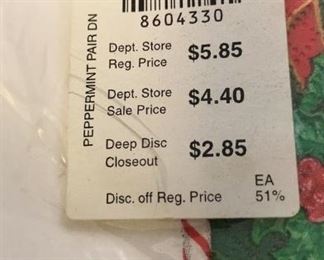 8604330
PEPPERMINT PAIR DN
Dept. Store
Reg. Price $5.85
Dept. Store
Sale Price $4.40
Deep Disc
Closeout $2.85
EA
Disc. off Reg. Price 51%